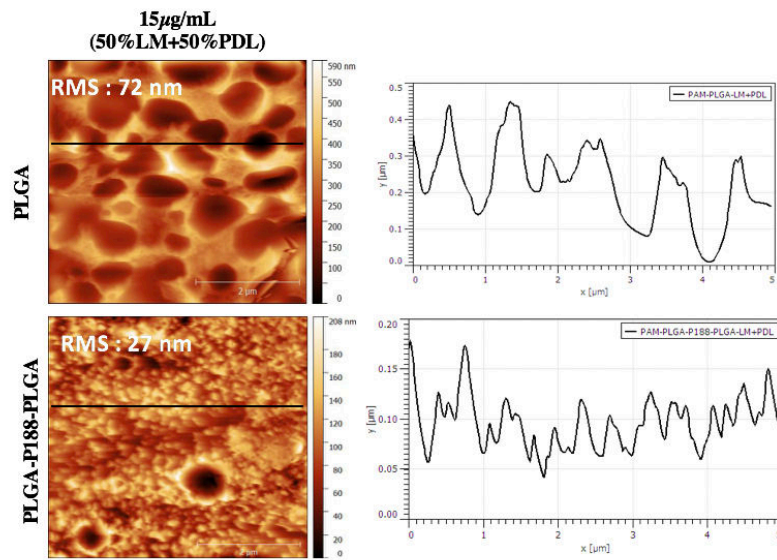 15µg/mL
(50%LM+50%PDL)
PLGA
RMS : 72 nm
2 µm
590 nm
550
500
450
400
350
300
250
200
150
100
50
0
PAM-PLGA-LM+PDL
y [µm]
0.5
0.4
0.3
0.2
0.1
0.0
0 1 2 3 4 5
x [µm]
PLGA-P188-PLGA
RMS : 27 nm
2 µm
208 nm
180
160
140
120
100
80
60
40
20
0
PAM-PLGA-P188-PLGA-LM+PDL
y [µm]
0.20
0.15
0.10
0.05
0.00
0 1 2 3 4 5
x [µm]